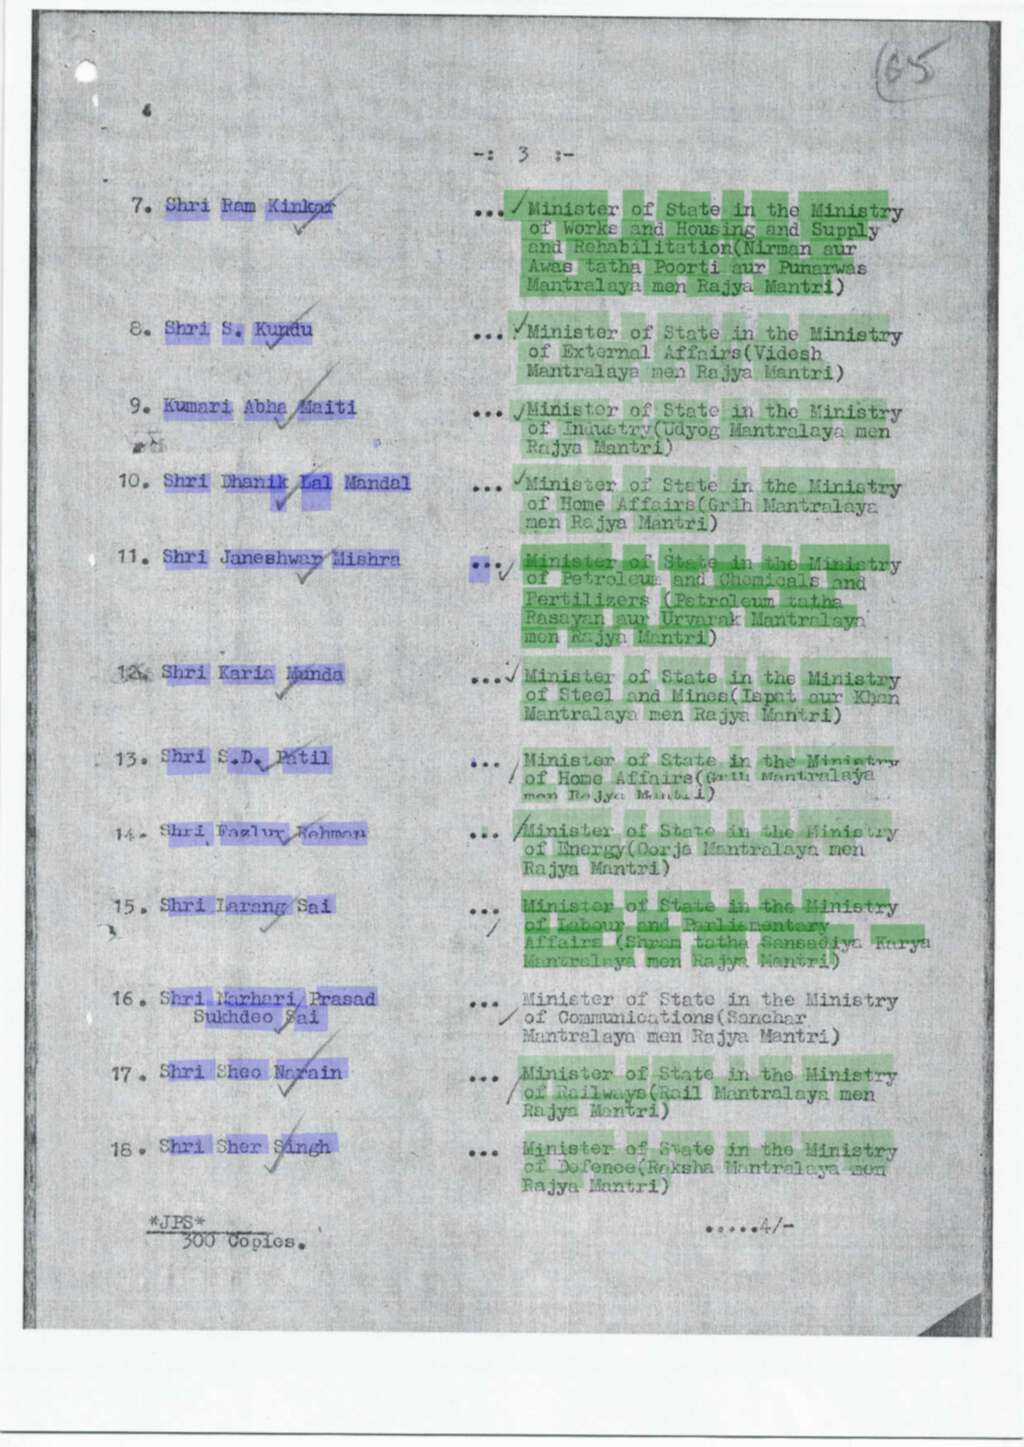 65
-: 3 :-
7. Shri Ram Kinkar ... Minister of State in the Ministry
of Works and Housing and Supply
and Rehabilitation(Nirman aur
Awas tatha Poorti aur Punarwas
Mantralaya men Rajya Mantri)
8. Shri S. Kundu ... Minister of State in the Ministry
of External Affairs(Videsh
Mantralaya men Rajya Mantri)
9. Kumari Abha Maiti ... Minister of State in the Ministry
of Industry(Udyog Mantralaya men
Rajya Mantri)
10. Shri Dhanik Lal Mandal ... Minister of State in the Ministry
of Home Affairs(Grih Mantralaya
men Rajya Mantri)
11. Shri Janeshwar Mishra ... Minister of State in the Ministry
of Petroleum and Chemicals and
Fertilizers (Petroleum tatha
Rasayan aur Urvarak Mantralaya
men Rajya Mantri)
12. Shri Karia Munda ... Minister of State in the Ministry
of Steel and Mines(Ispat aur Khan
Mantralaya men Rajya Mantri)
13. Shri S.D. Patil ... Minister of State in the Ministry
of Home Affairs(Grih Mantralaya
men Rajya Mantri)
14. Shri Fazlur Rahman ... Minister of State in the Ministry
of Energy(Oorja Mantralaya men
Rajya Mantri)
15. Shri Larang Sai ... Minister of State in the Ministry
of Labour and Parliamentary
Affairs (Shram tatha Sansadiya Karya
Mantralaya men Rajya Mantri)
16. Shri Narhari Prasad ... Minister of State in the Ministry
Sukhdeo Sai of Communications(Sanchar
Mantralaya men Rajya Mantri)
17. Shri Sheo Narain ... Minister of State in the Ministry
of Railways(Rail Mantralaya men
Rajya Mantri)
18. Shri Sher Singh ... Minister of State in the Ministry
of Defence(Raksha Mantralaya men
Rajya Mantri)
*JPS* .....4/-
300 Copies.